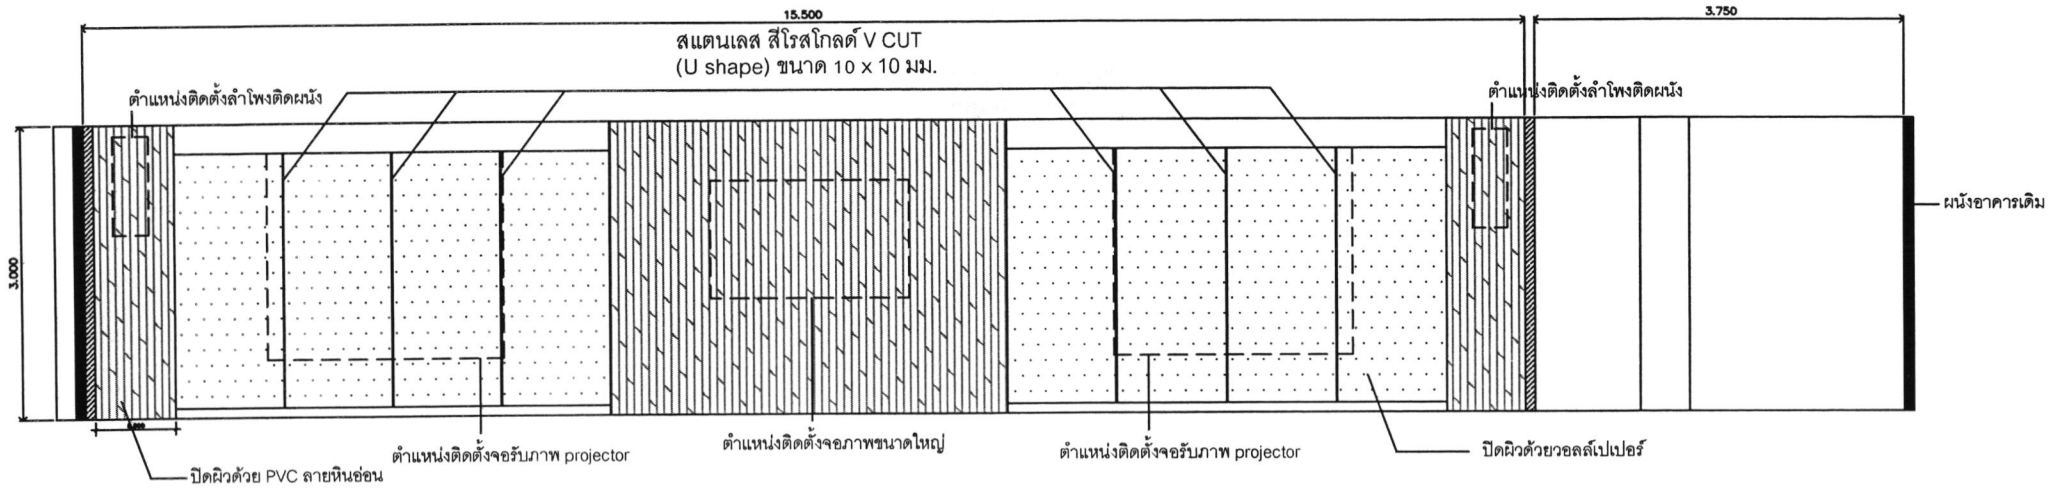 15.500
3.750
สแตนเลส สีโรสโกลด์ V CUT
(U shape) ขนาด 10 x 10 มม.
ตำแหน่งติดตั้งลำโพงติดผนัง
ตำแหน่งติดตั้งลำโพงติดผนัง
3.000
ผนังอาคารเดิม
ตำแหน่งติดตั้งจอรับภาพ projector
ตำแหน่งติดตั้งจอภาพขนาดใหญ่
ตำแหน่งติดตั้งจอรับภาพ projector
ปิดผิวด้วยวอลล์เปเปอร์
ปิดผิวด้วย PVC ลายหินอ่อน